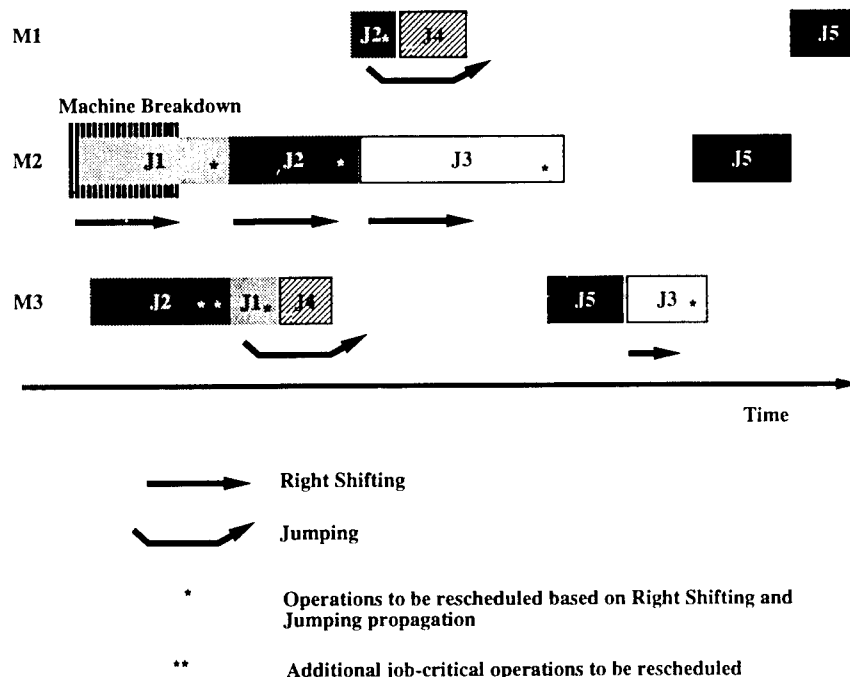 M1
J2*
J4
J5
Machine Breakdown
M2
J1
*
J2
*
J3
*
J5
M3
J2
* *
J1*
J4
J5
J3
*
Time
Right Shifting
Jumping
*
Operations to be rescheduled based on Right Shifting and
Jumping propagation
**
Additional job-critical operations to be rescheduled